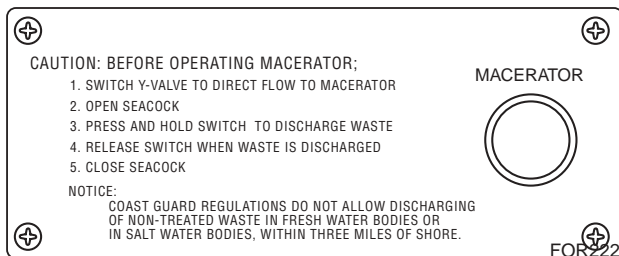 CAUTION: BEFORE OPERATING MACERATOR;
1. SWITCH Y-VALVE TO DIRECT FLOW TO MACERATOR
2. OPEN SEACOCK
3. PRESS AND HOLD SWITCH TO DISCHARGE WASTE
4. RELEASE SWITCH WHEN WASTE IS DISCHARGED
5. CLOSE SEACOCK
NOTICE:
COAST GUARD REGULATIONS DO NOT ALLOW DISCHARGING
OF NON-TREATED WASTE IN FRESH WATER BODIES OR
IN SALT WATER BODIES, WITHIN THREE MILES OF SHORE.
MACERATOR
FOR222